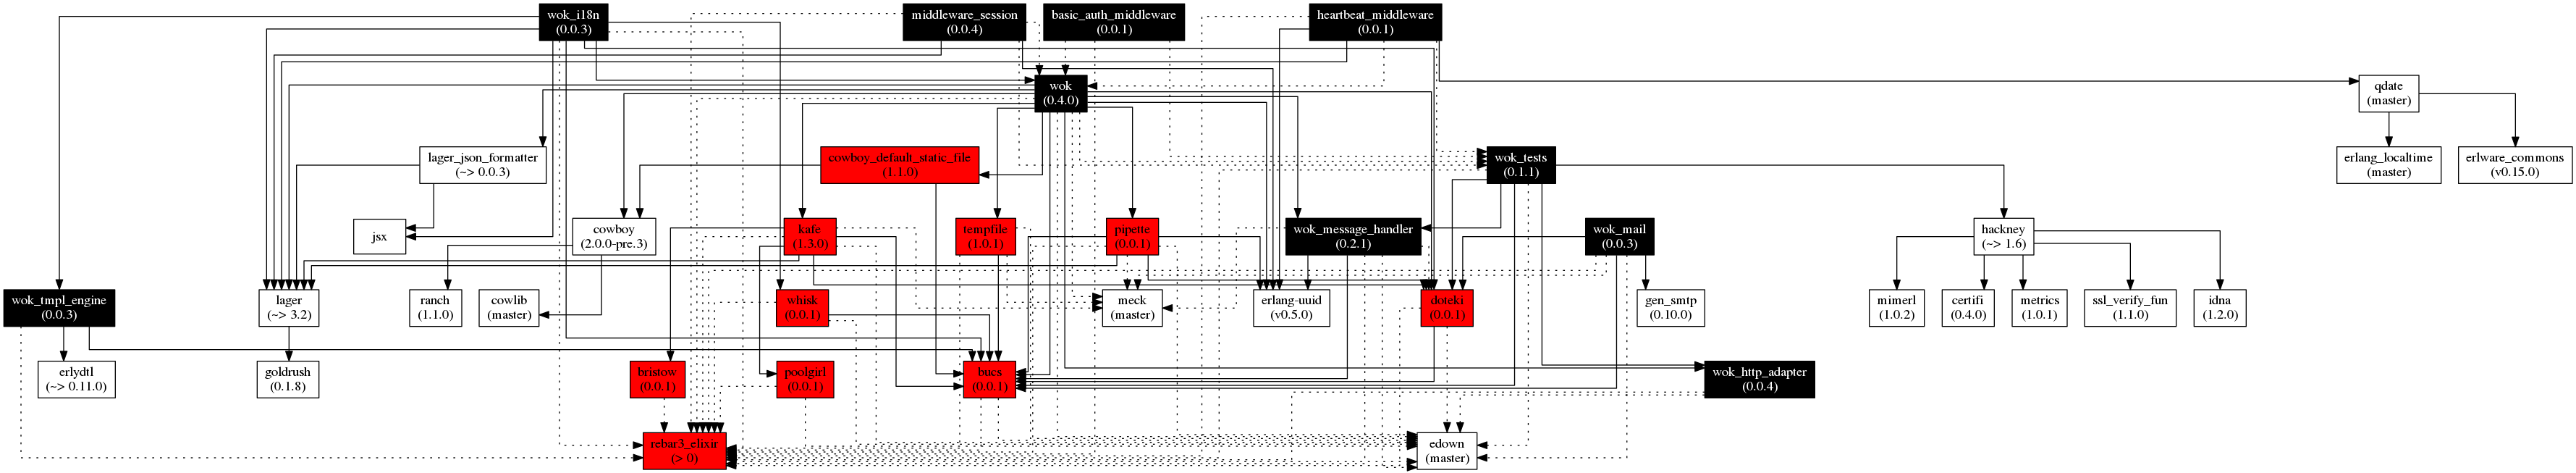 wok_i18n
(0.0.3)
middleware_session
(0.0.4)
basic_auth_middleware
(0.0.1)
heartbeat_middleware
(0.0.1)
wok
(0.4.0)
qdate
(master)
lager_json_formatter
(~> 0.0.3)
cowboy_default_static_file
(1.1.0)
wok_tests
(0.1.1)
erlang_localtime
(master)
erlware_commons
(v0.15.0)
jsx
cowboy
(2.0.0-pre.3)
kafe
(1.3.0)
tempfile
(1.0.1)
pipette
(0.0.1)
wok_message_handler
(0.2.1)
wok_mail
(0.0.3)
hackney
(~> 1.6)
wok_tmpl_engine
(0.0.3)
lager
(~> 3.2)
ranch
(1.1.0)
cowlib
(master)
whisk
(0.0.1)
meck
(master)
erlang-uuid
(v0.5.0)
doteki
(0.0.1)
gen_smtp
(0.10.0)
mimerl
(1.0.2)
certifi
(0.4.0)
metrics
(1.0.1)
ssl_verify_fun
(1.1.0)
idna
(1.2.0)
erlydtl
(~> 0.11.0)
goldrush
(0.1.8)
bristow
(0.0.1)
poolgirl
(0.0.1)
bucs
(0.0.1)
wok_http_adapter
(0.0.4)
rebar3_elixir
(> 0)
edown
(master)